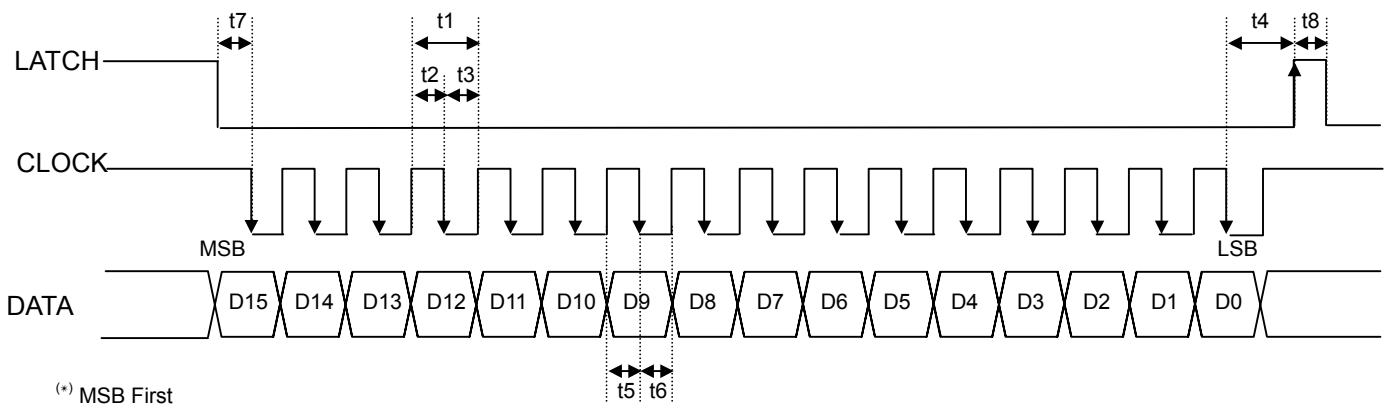 t7 t1 t4 t8
LATCH
t2 t3
CLOCK
MSB LSB
DATA D15 D14 D13 D12 D11 D10 D9 D8 D7 D6 D5 D4 D3 D2 D1 D0
t5 t6
(*) MSB First